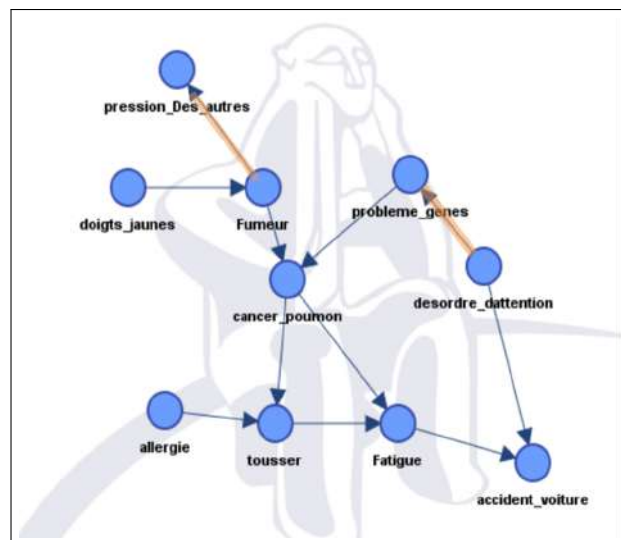 pression_Des_autres
doigts_jaunes
Fumeur
probleme_genes
desordre_dattention
cancer_poumon
allergie
tousser
Fatigue
accident_voiture